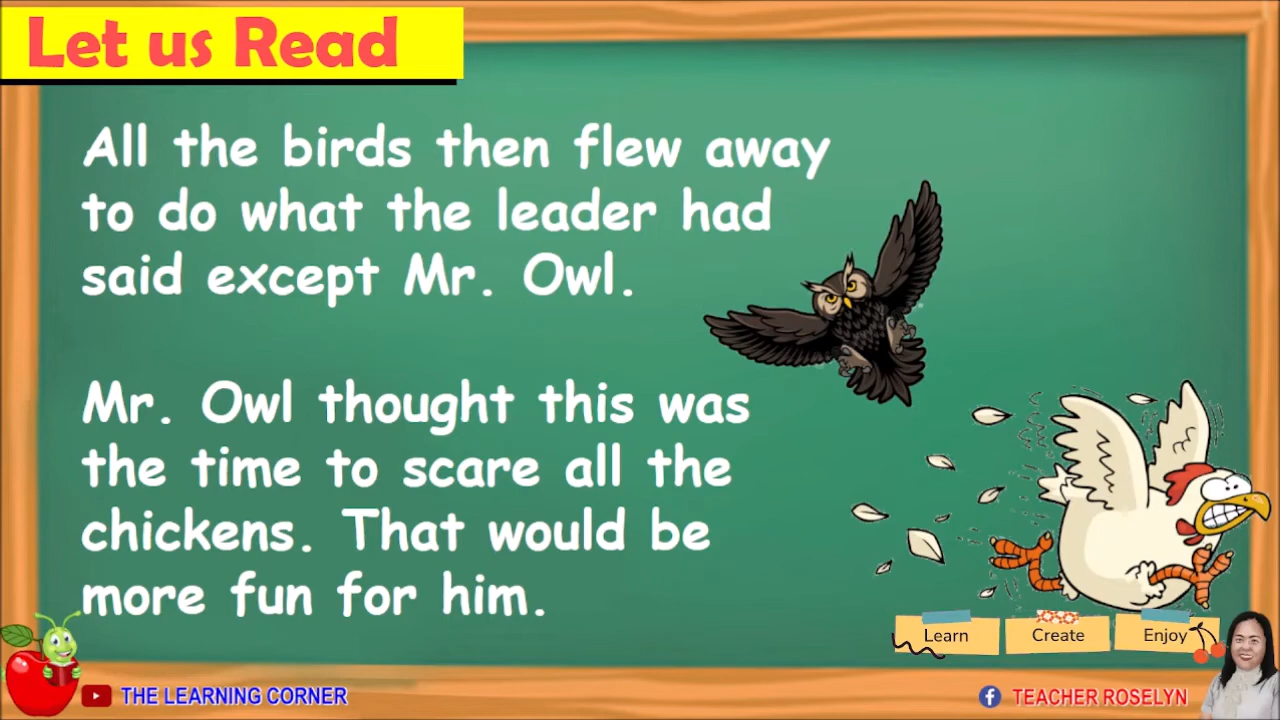 Let us Read
All the birds then flew away
to do what the leader had
said except Mr. Owl.
Mr. Owl thought this was
the time to scare all the
chickens. That would be
more fun for him.
Learn
Create
Enjoy
THE LEARNING CORNER
TEACHER ROSELYN